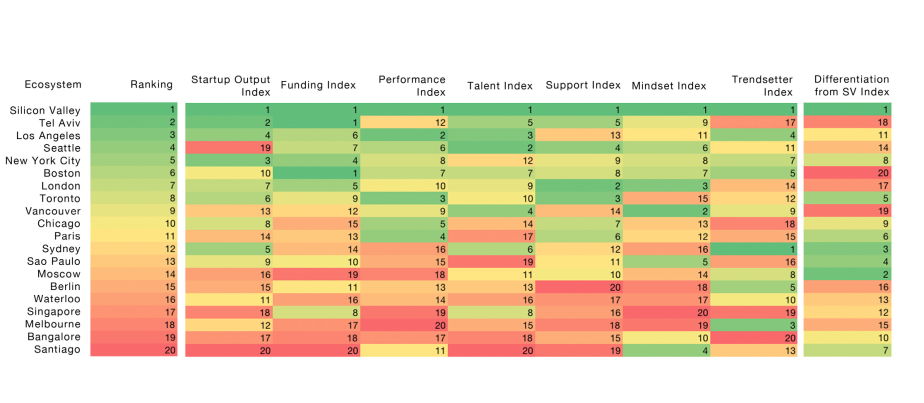 Ecosystem Ranking Startup Output Index Funding Index Performance Index Talent Index Support Index Mindset Index Trendsetter Index Differentiation from SV Index
Silicon Valley 1 1 1 1 1 1 1 1 1
Tel Aviv 2 2 1 12 5 5 9 17 18
Los Angeles 3 4 6 2 3 13 11 4 11
Seattle 4 19 7 6 2 4 6 11 14
New York City 5 3 4 8 12 9 8 7 8
Boston 6 10 1 7 7 8 7 5 20
London 7 7 5 10 9 2 3 14 17
Toronto 8 6 9 3 10 3 15 12 5
Vancouver 9 13 12 9 4 14 2 9 19
Chicago 10 8 15 5 14 7 13 18 9
Paris 11 14 13 4 17 6 12 15 6
Sydney 12 5 14 16 6 12 16 1 3
Sao Paulo 13 9 10 15 19 11 5 16 4
Moscow 14 16 19 18 11 10 14 8 2
Berlin 15 15 11 13 13 20 18 5 16
Waterloo 16 11 16 14 16 17 17 10 13
Singapore 17 18 8 19 8 16 20 19 12
Melbourne 18 12 17 20 15 18 19 3 15
Bangalore 19 17 18 17 18 15 10 20 10
Santiago 20 20 20 11 20 19 4 13 7